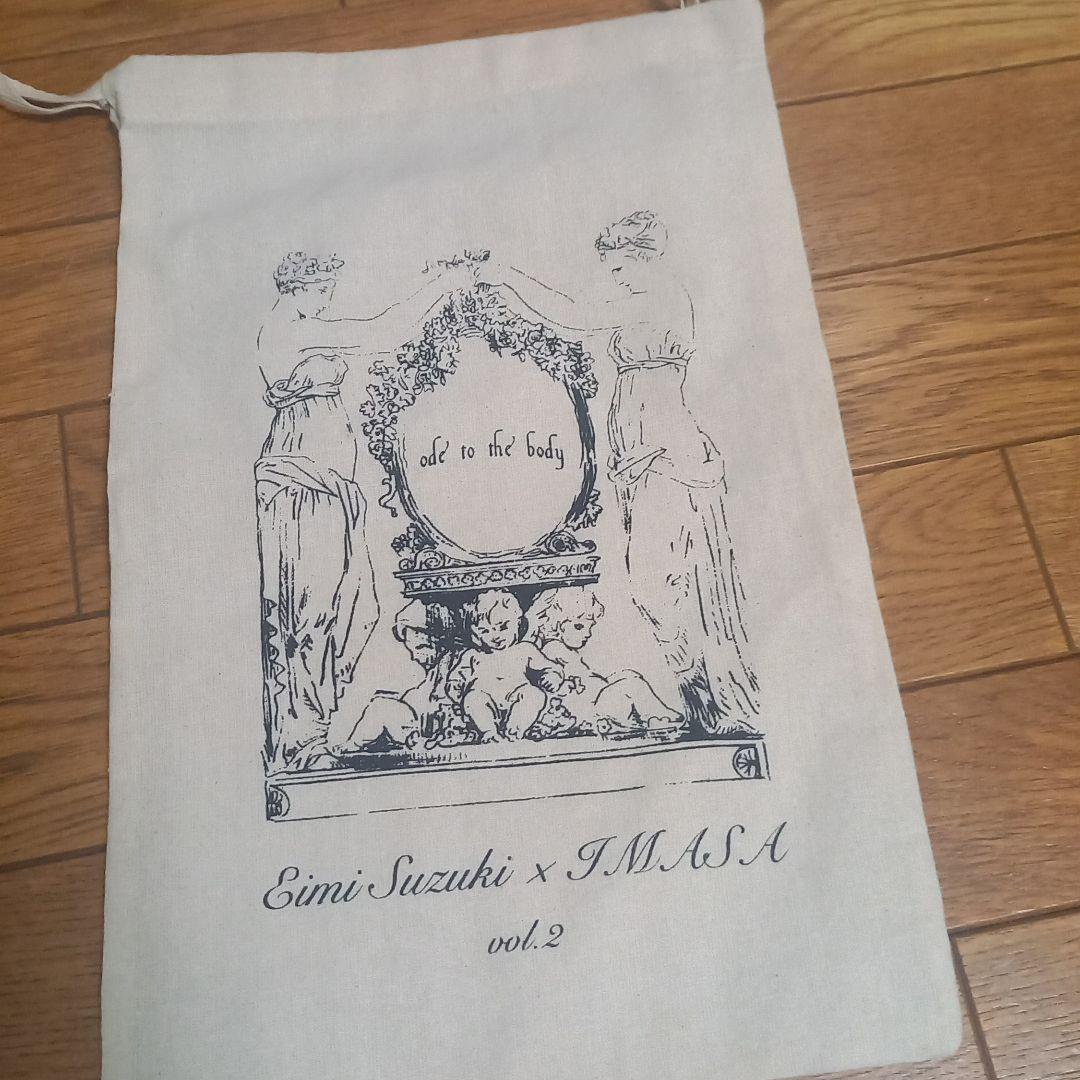 ode to the body
Eimi Suzuki x IMASA
vol.2